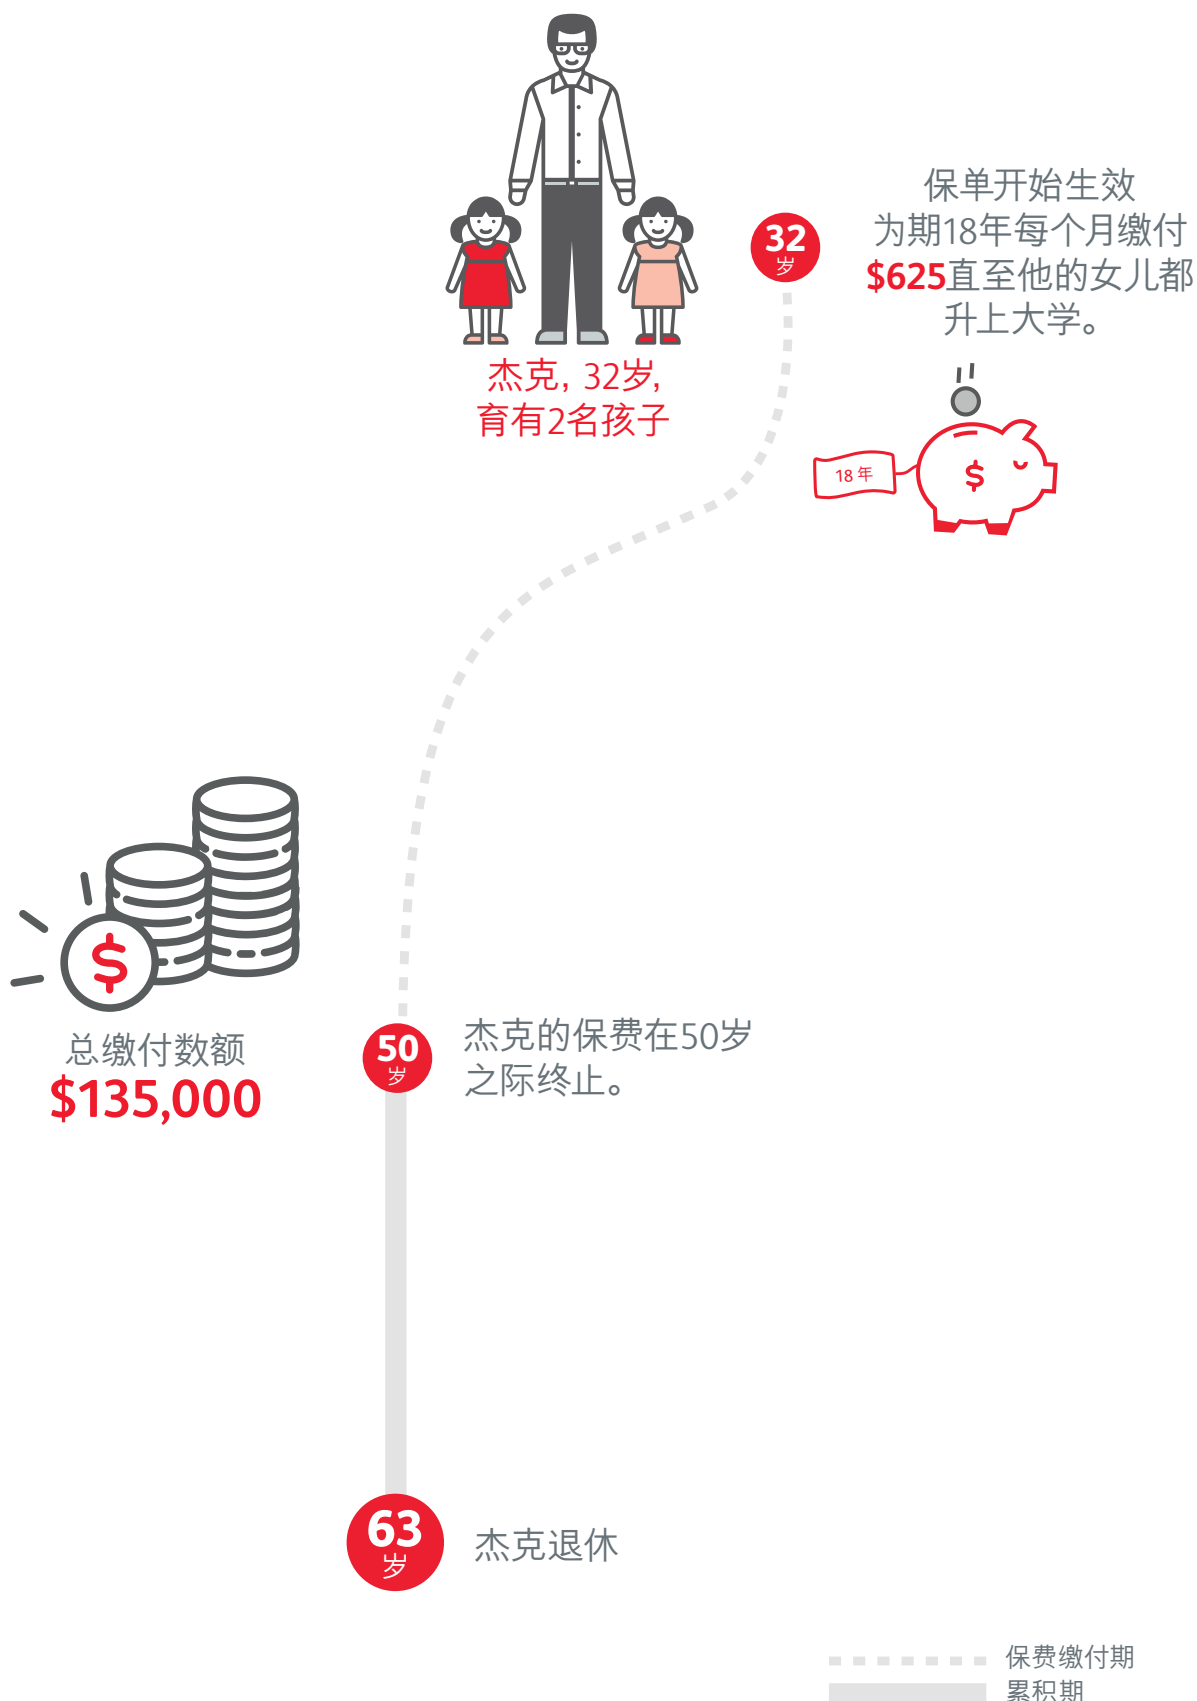 保单开始生效
为期18年每个月缴付
$625直至他的女儿都
升上大学。
32
岁
杰克, 32岁,
育有2名孩子
18 年
$
$
总缴付数额
$135,000
50
岁
杰克的保费在50岁
之际终止。
63
岁
杰克退休
保费缴付期
累积期